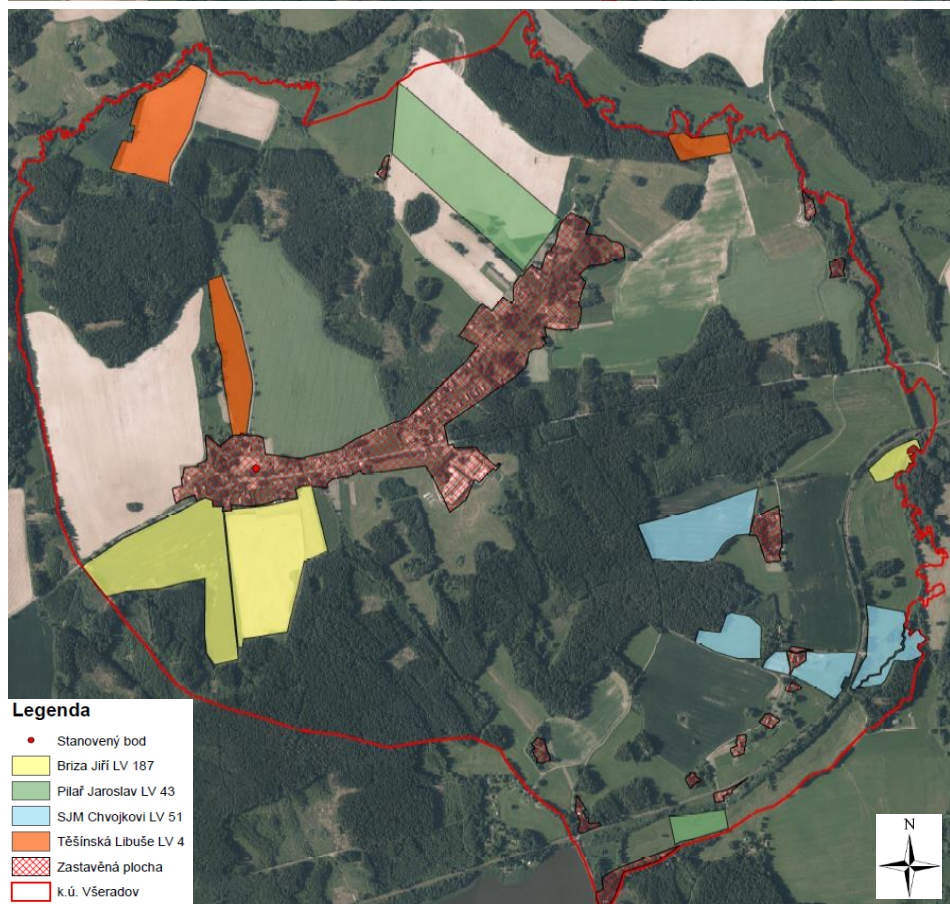 Legenda
Stanovený bod
Briza Jiří LV 187
Pilař Jaroslav LV 43
SJM Chvojkovi LV 51
Těšínská Libuše LV 4
Zastavěná plocha
k.ú. Všeradov
N